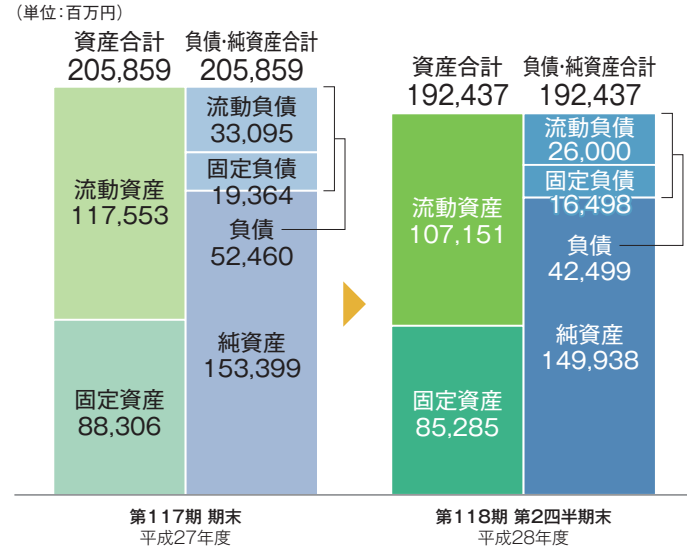 （単位：百万円）
資産合計
205,859
負債・純資産合計
205,859
流動資産
117,553
固定資産
88,306
流動負債
33,095
固定負債
19,364
負債
52,460
純資産
153,399
第117期 期末
平成27年度
資産合計
192,437
負債・純資産合計
192,437
流動資産
107,151
固定資産
85,285
流動負債
26,000
固定負債
16,498
負債
42,499
純資産
149,938
第118期 第2四半期末
平成28年度